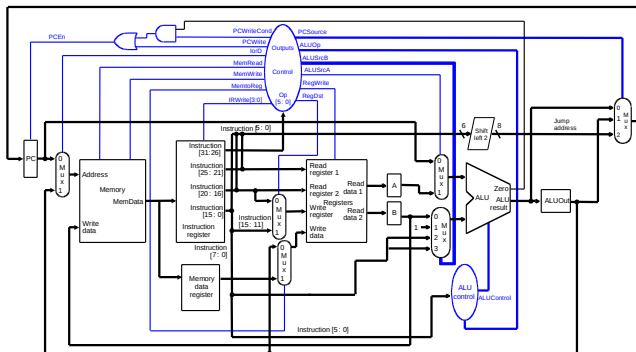 PCEn
PCWriteCond
PCWrite
IorD
MemRead
MemWrite
MemtoReg
IRWrite[3:0]
Outputs
Control
Op
[5: 0]
PCSource
ALUOp
ALUSrcB
ALUSrcA
RegWrite
RegDst
Instruction [5: 0]
6
Shift
left 2
8
Jump
address
0
1
M
u
x
2
PC
0
M
u
x
1
Address
Memory
MemData
Write
data
Instruction
[31:26]
Instruction
[25: 21]
Instruction
[20: 16]
Instruction
[15: 0]
Instruction
register
Instruction
[7: 0]
Instruction
[15: 11]
0
M
u
x
1
0
M
u
x
1
Memory
data
register
Read
register 1
Read
register 2
Registers
Write
register
Write
data
Read
data 1
Read
data 2
A
B
0
M
u
x
1
0
1
M
u
x
2
3
1
Zero
ALU
ALU
result
ALUOut
ALU
control
ALUControl
Instruction [5: 0]